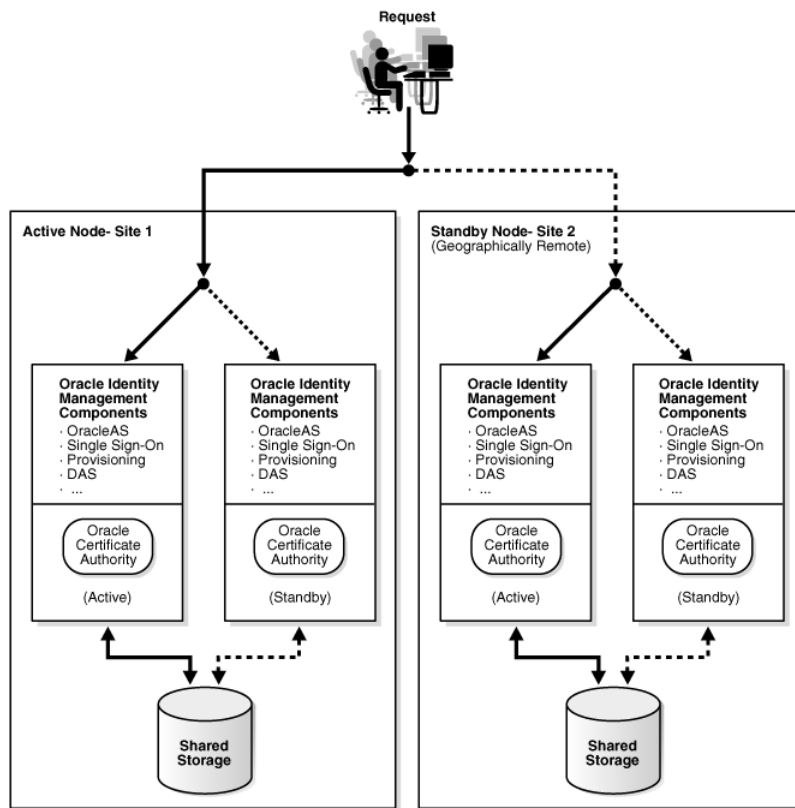 Request
Active Node- Site 1
Oracle Identity
Management
Components
· OracleAS
· Single Sign-On
· Provisioning
· DAS
· ...
Oracle
Certificate
Authority
(Active)
Oracle Identity
Management
Components
· OracleAS
· Single Sign-On
· Provisioning
· DAS
· ...
Oracle
Certificate
Authority
(Standby)
Shared
Storage
Standby Node- Site 2
(Geographically Remote)
Oracle Identity
Management
Components
· OracleAS
· Single Sign-On
· Provisioning
· DAS
· ...
Oracle
Certificate
Authority
(Active)
Oracle Identity
Management
Components
· OracleAS
· Single Sign-On
· Provisioning
· DAS
· ...
Oracle
Certificate
Authority
(Standby)
Shared
Storage